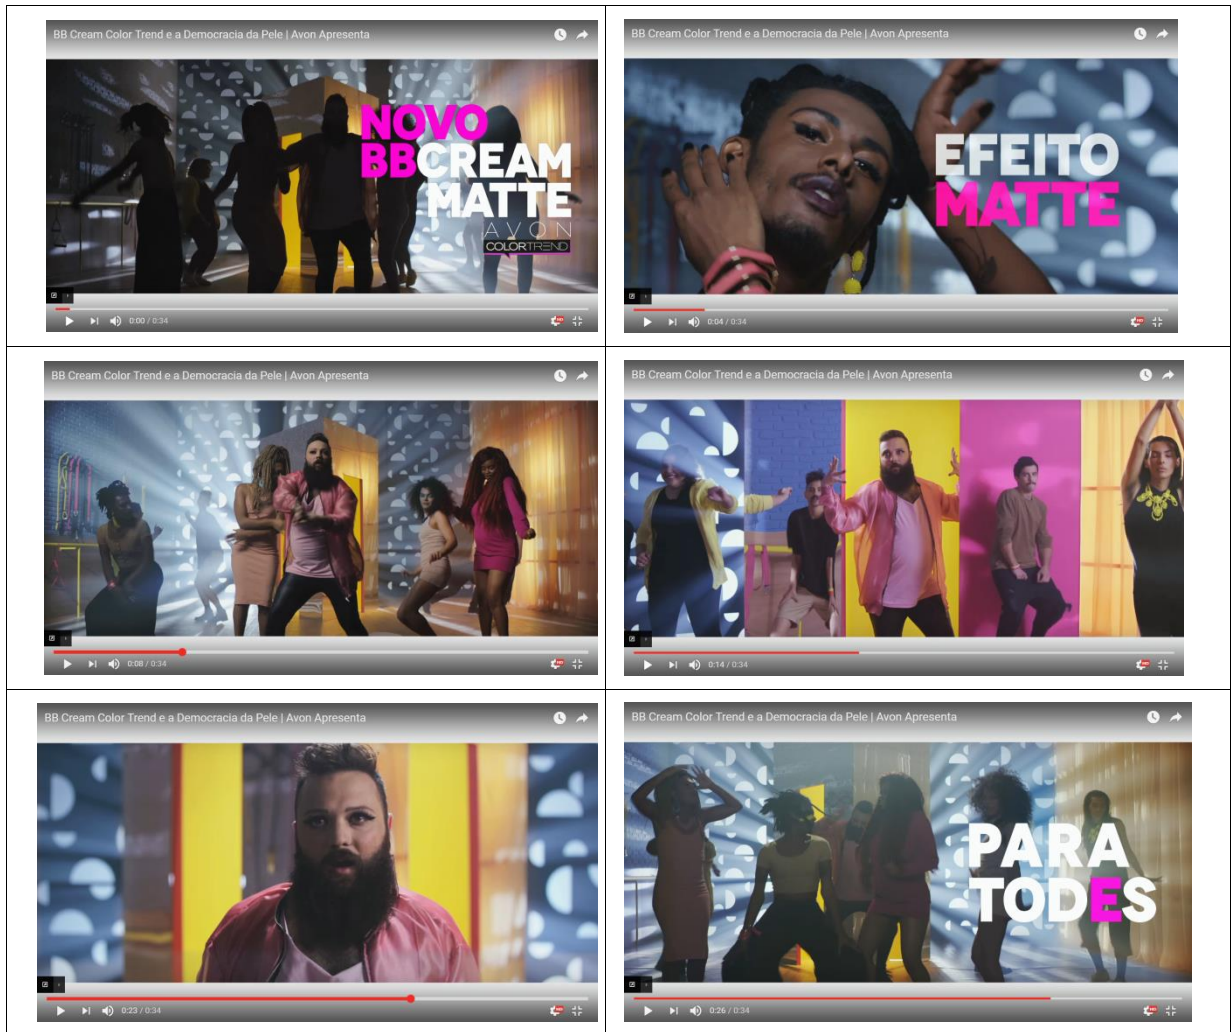 BB Cream Color Trend e a Democracia da Pele | Avon Apresenta
NOVO
BBCREAM
MATTE
AVON
COLORTREND
0:00 / 0:34
BB Cream Color Trend e a Democracia da Pele | Avon Apresenta
EFEITO
MATTE
0:04 / 0:34
BB Cream Color Trend e a Democracia da Pele | Avon Apresenta
0:08 / 0:34
BB Cream Color Trend e a Democracia da Pele | Avon Apresenta
0:14 / 0:34
BB Cream Color Trend e a Democracia da Pele | Avon Apresenta
0:23 / 0:34
BB Cream Color Trend e a Democracia da Pele | Avon Apresenta
PARA
TODES
0:26 / 0:34